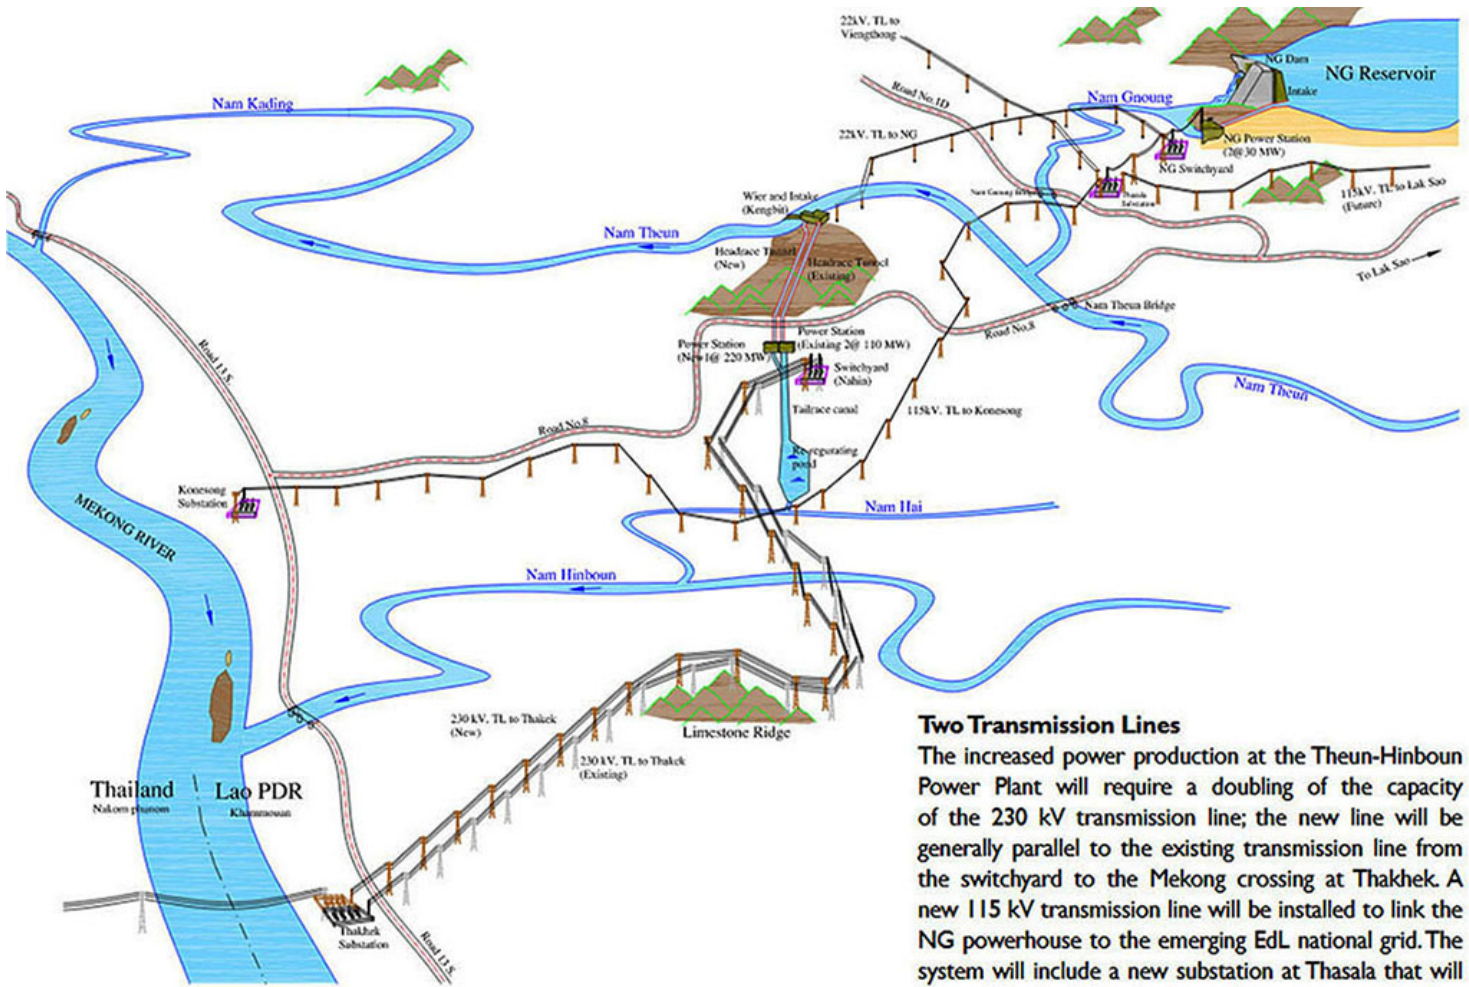 22kV. TL to
Viengthong
NG Dam
NG Reservoir
Intake
Road No.1D
Nam Gnoung
Nam Kading
22kV. TL to NG
NG Power Station
(2@30 MW)
NG Switchyard
115kV. TL to Lak Sao
(Future)
Substation
Wier and Intake
(Kengbit)
Nam Theun
Headrace Tunnel
(New)
Headrace Tunnel
(Existing)
To Lak Sao
Nam Theun Bridge
Road No.8
Power Station
(New1@ 220 MW)
Power Station
(Existing 2@ 110 MW)
Switchyard
(Nahin)
Road 13 S.
Nam Theun
Tailrace canal
115kV. TL to Konesong
Road No.8
Re-regurating
pond
Konesong
Substation
MEKONG RIVER
Nam Hai
Nam Hinboun
230 kV. TL to Thakek
(New)
Limestone Ridge
230 kV. TL to Thakek
(Existing)
Thailand
Nakorn phanom
Lao PDR
Khammouan
Thakhek
Substation
Road 13 S.
Two Transmission Lines
The increased power production at the Theun-Hinboun
Power Plant will require a doubling of the capacity
of the 230 kV transmission line; the new line will be
generally parallel to the existing transmission line from
the switchyard to the Mekong crossing at Thakhek. A
new 115 kV transmission line will be installed to link the
NG powerhouse to the emerging EdL national grid. The
system will include a new substation at Thasala that will